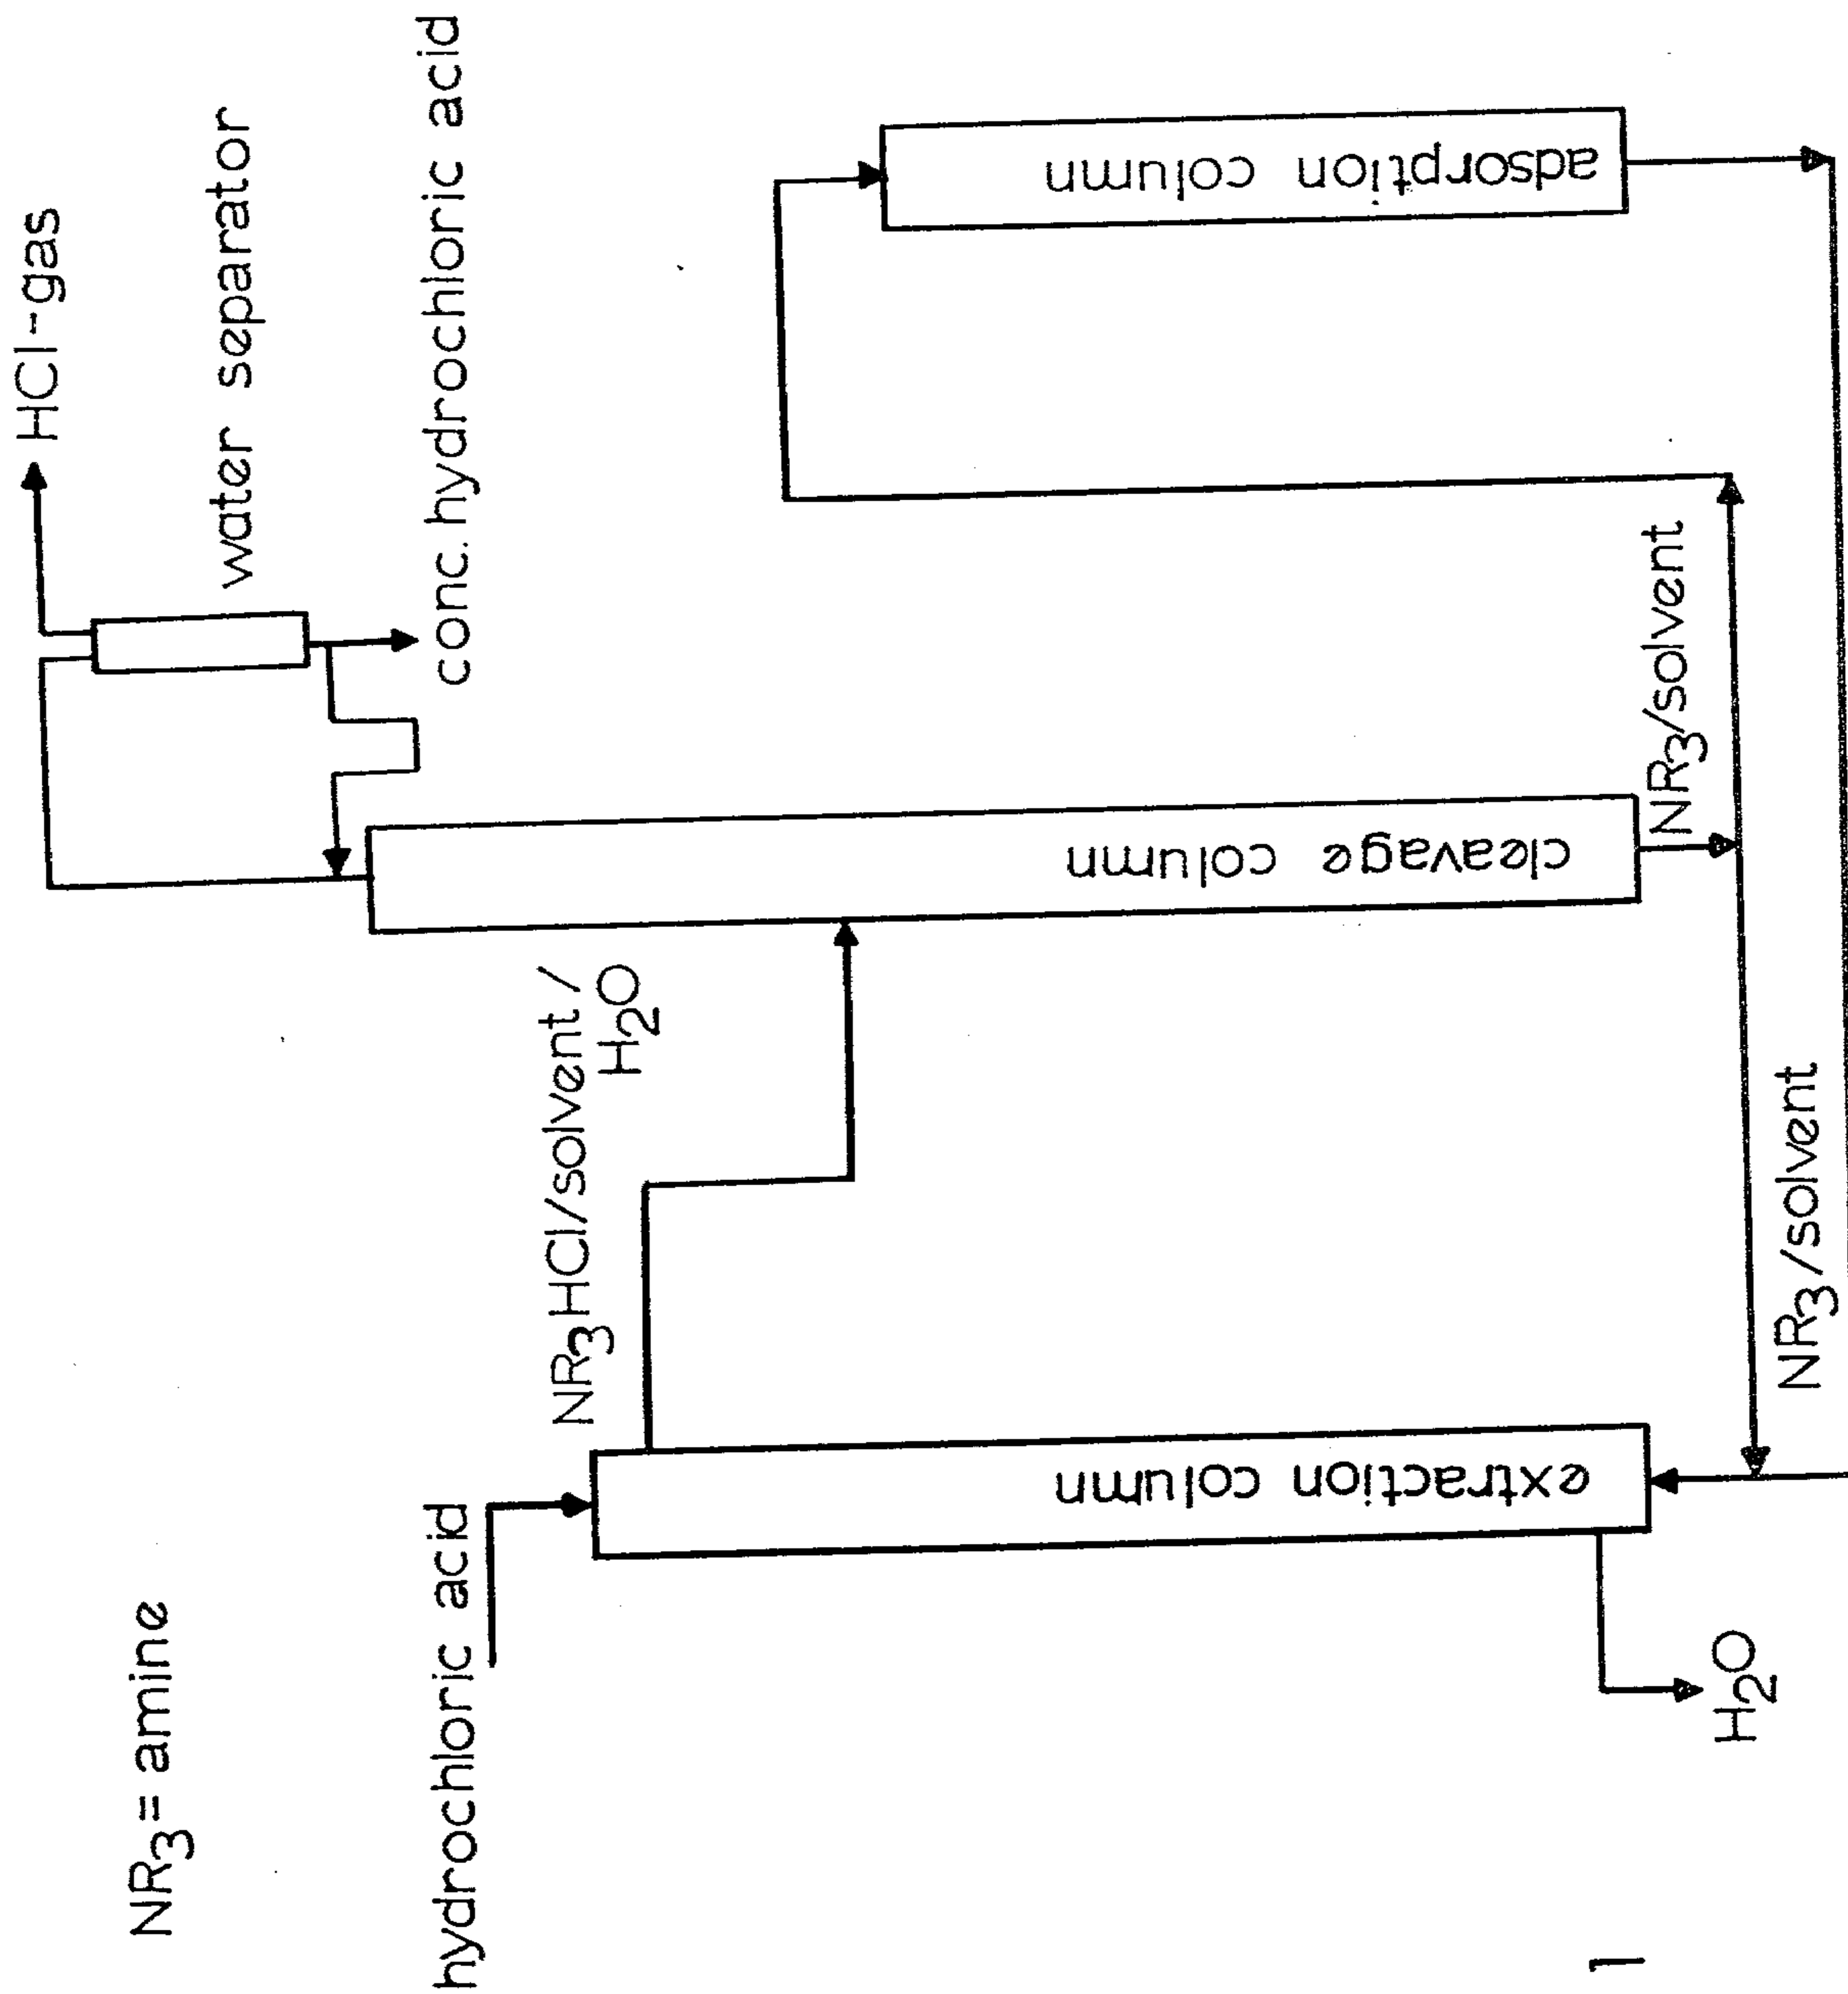 NR3=amine
HCl-gas
water separator
conc. hydrochloric acid
hydrochloric acid
NR3HCl/solvent/
H2O
extraction column
cleavage column
adsorption column
NR3/solvent
NR3/solvent
H2O
1